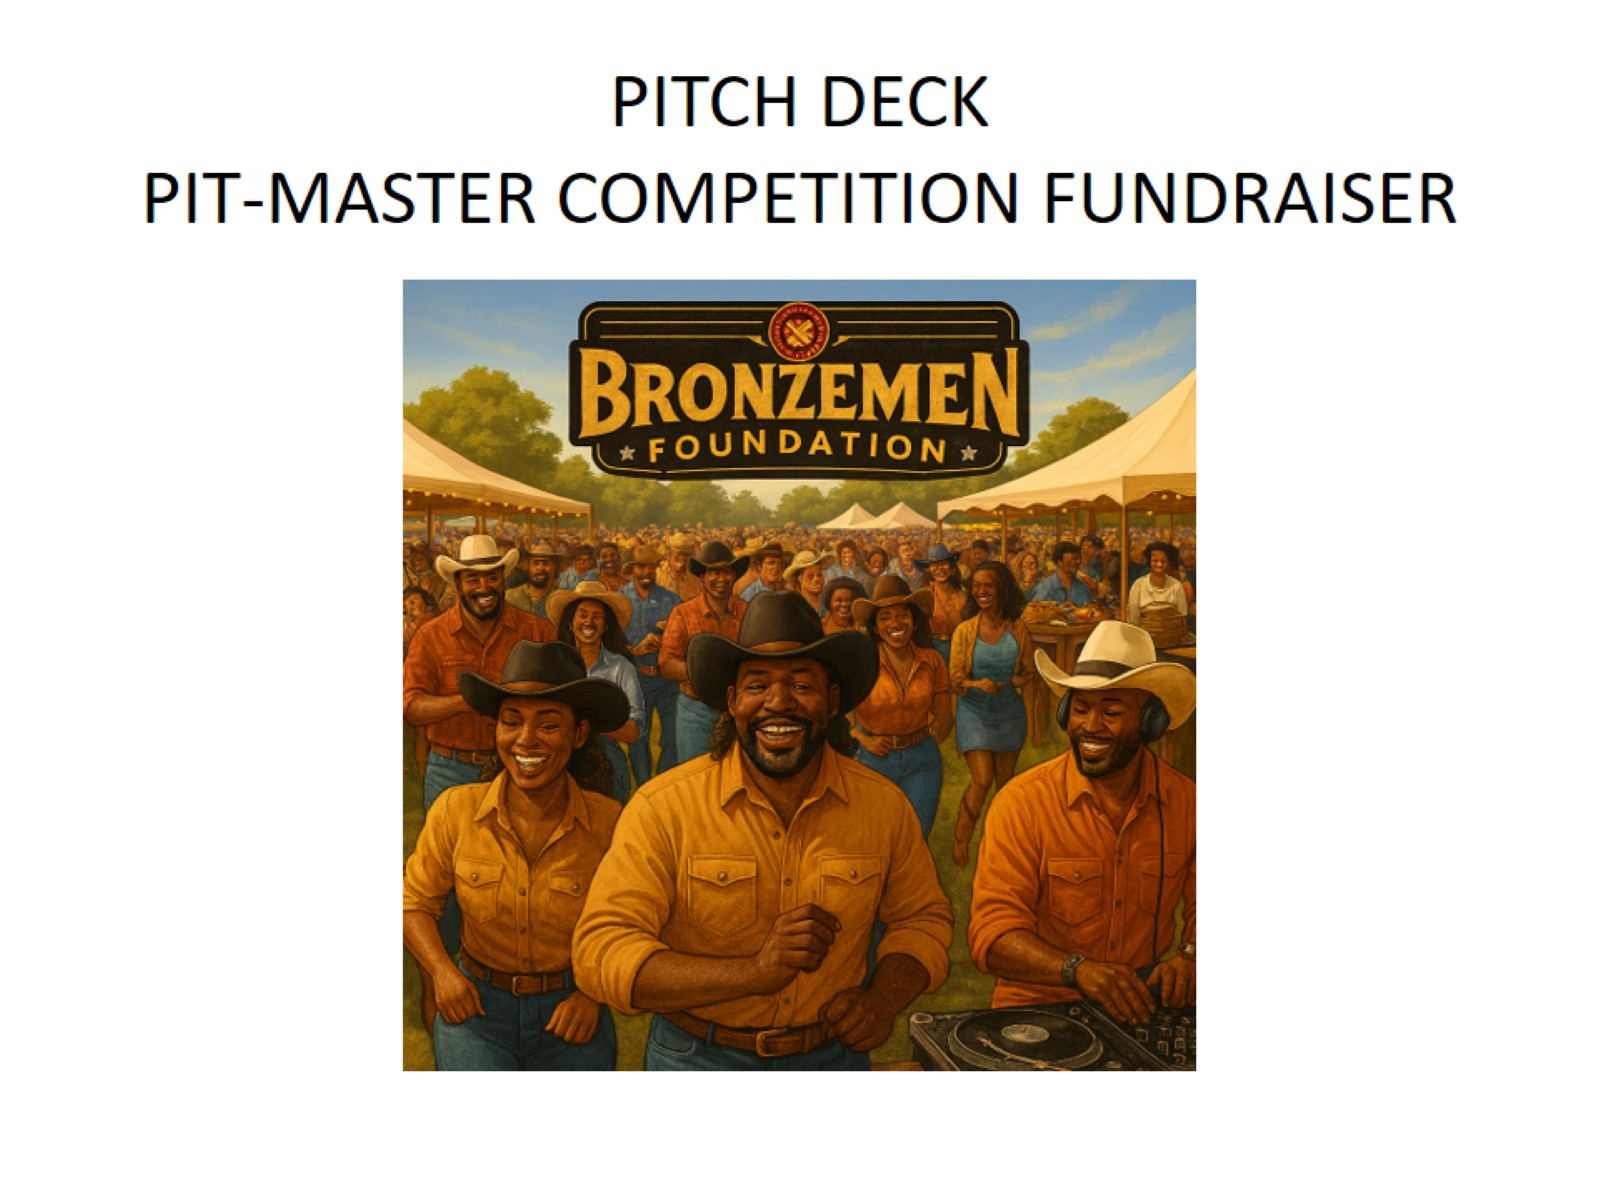 PITCH DECK
PIT-MASTER COMPETITION FUNDRAISER
BRONZEMEN
FOUNDATION